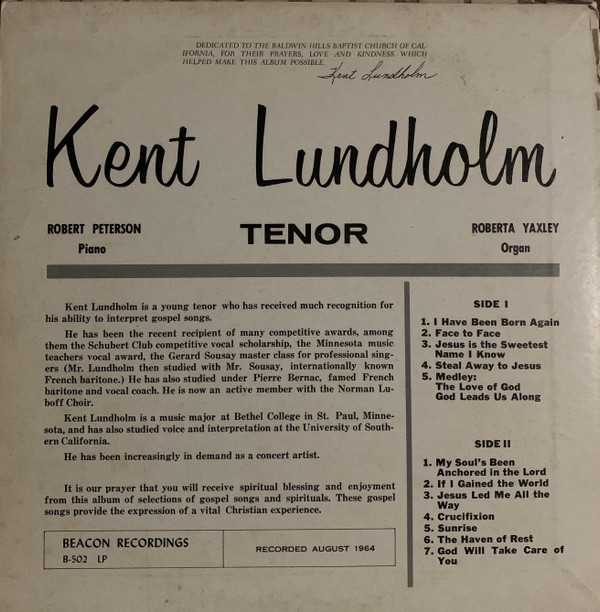 DEDICATED TO THE BALDWIN HILLS BAPTIST CHURCH OF CAL
IFORNIA, FOR THEIR PRAYERS, LOVE AND KINDNESS WHICH
HELPED MAKE THIS ALBUM POSSIBLE.
Kent Lundholm
Kent Lundholm
ROBERT PETERSON
Piano
TENOR
ROBERTA YAXLEY
Organ
Kent Lundholm is a young tenor who has received much recognition for
his ability to interpret gospel songs.
He has been the recent recipient of many competitive awards, among
them the Schubert Club competitive vocal scholarship, the Minnesota music
teachers vocal award, the Gerard Sousay master class for professional sing-
ers (Mr. Lundholm then studied with Mr. Sousay, internationally known
French baritone.) He has also studied under Pierre Bernac, famed French
baritone and vocal coach. He is now an active member with the Norman Lu-
boff Choir.
Kent Lundholm is a music major at Bethel College in St. Paul, Minne-
sota, and has also studied voice and interpretation at the University of South-
ern California.
He has been increasingly in demand as a concert artist.
It is our prayer that you will receive spiritual blessing and enjoyment
from this album of selections of gospel songs and spirituals. These gospel
songs provide the expression of a vital Christian experience.
BEACON RECORDINGS
B-502 LP
RECORDED AUGUST 1964
SIDE I
1. I Have Been Born Again
2. Face to Face
3. Jesus is the Sweetest
Name I Know
4. Steal Away to Jesus
5. Medley:
The Love of God
God Leads Us Along
SIDE II
1. My Soul's Been
Anchored in the Lord
2. If I Gained the World
3. Jesus Led Me All the
Way
4. Crucifixion
5. Sunrise
6. The Haven of Rest
7. God Will Take Care of
You